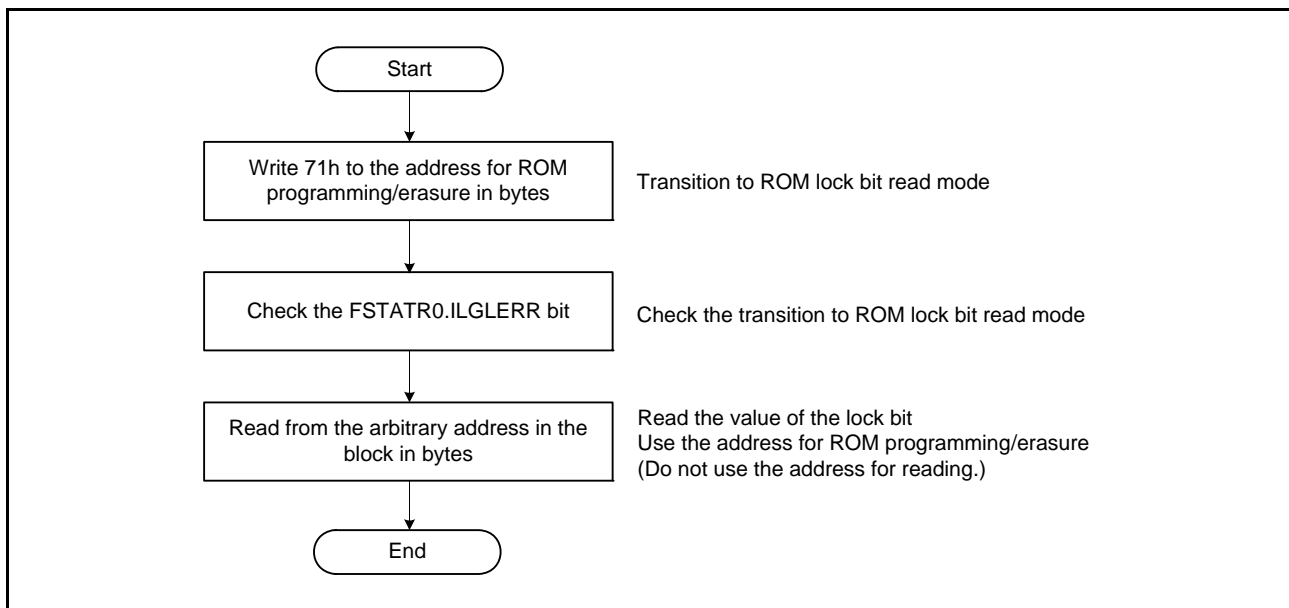 Start
Write 71h to the address for ROM
programming/erasure in bytes
Transition to ROM lock bit read mode
Check the FSTATR0.ILGLERR bit
Check the transition to ROM lock bit read mode
Read from the arbitrary address in the
block in bytes
Read the value of the lock bit
Use the address for ROM programming/erasure
(Do not use the address for reading.)
End